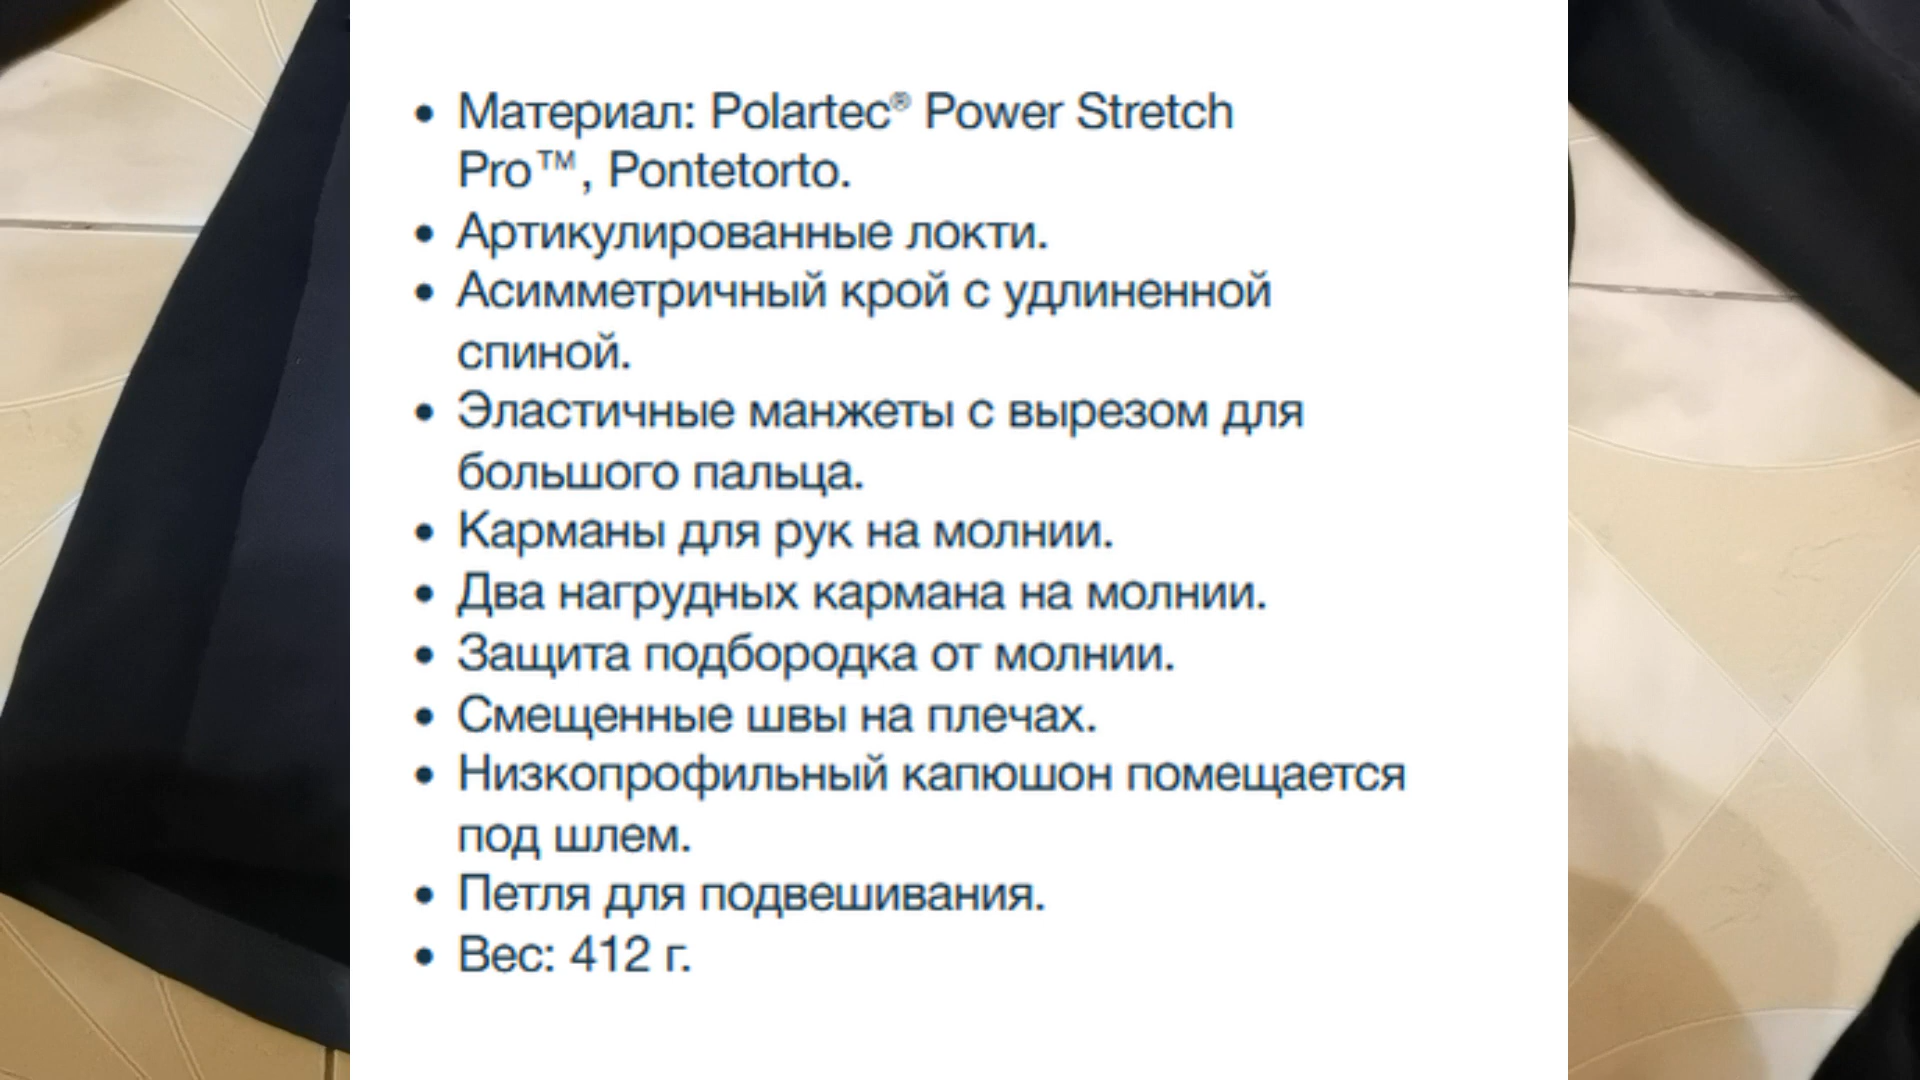 • Материал: Polartec® Power Stretch
Pro™, Pontetorto.
• Артикулированные локти.
• Асимметричный крой с удлиненной
спиной.
• Эластичные манжеты с вырезом для
большого пальца.
• Карманы для рук на молнии.
• Два нагрудных кармана на молнии.
• Защита подбородка от молнии.
• Смещенные швы на плечах.
• Низкопрофильный капюшон помещается
под шлем.
• Петля для подвешивания.
• Вес: 412 г.